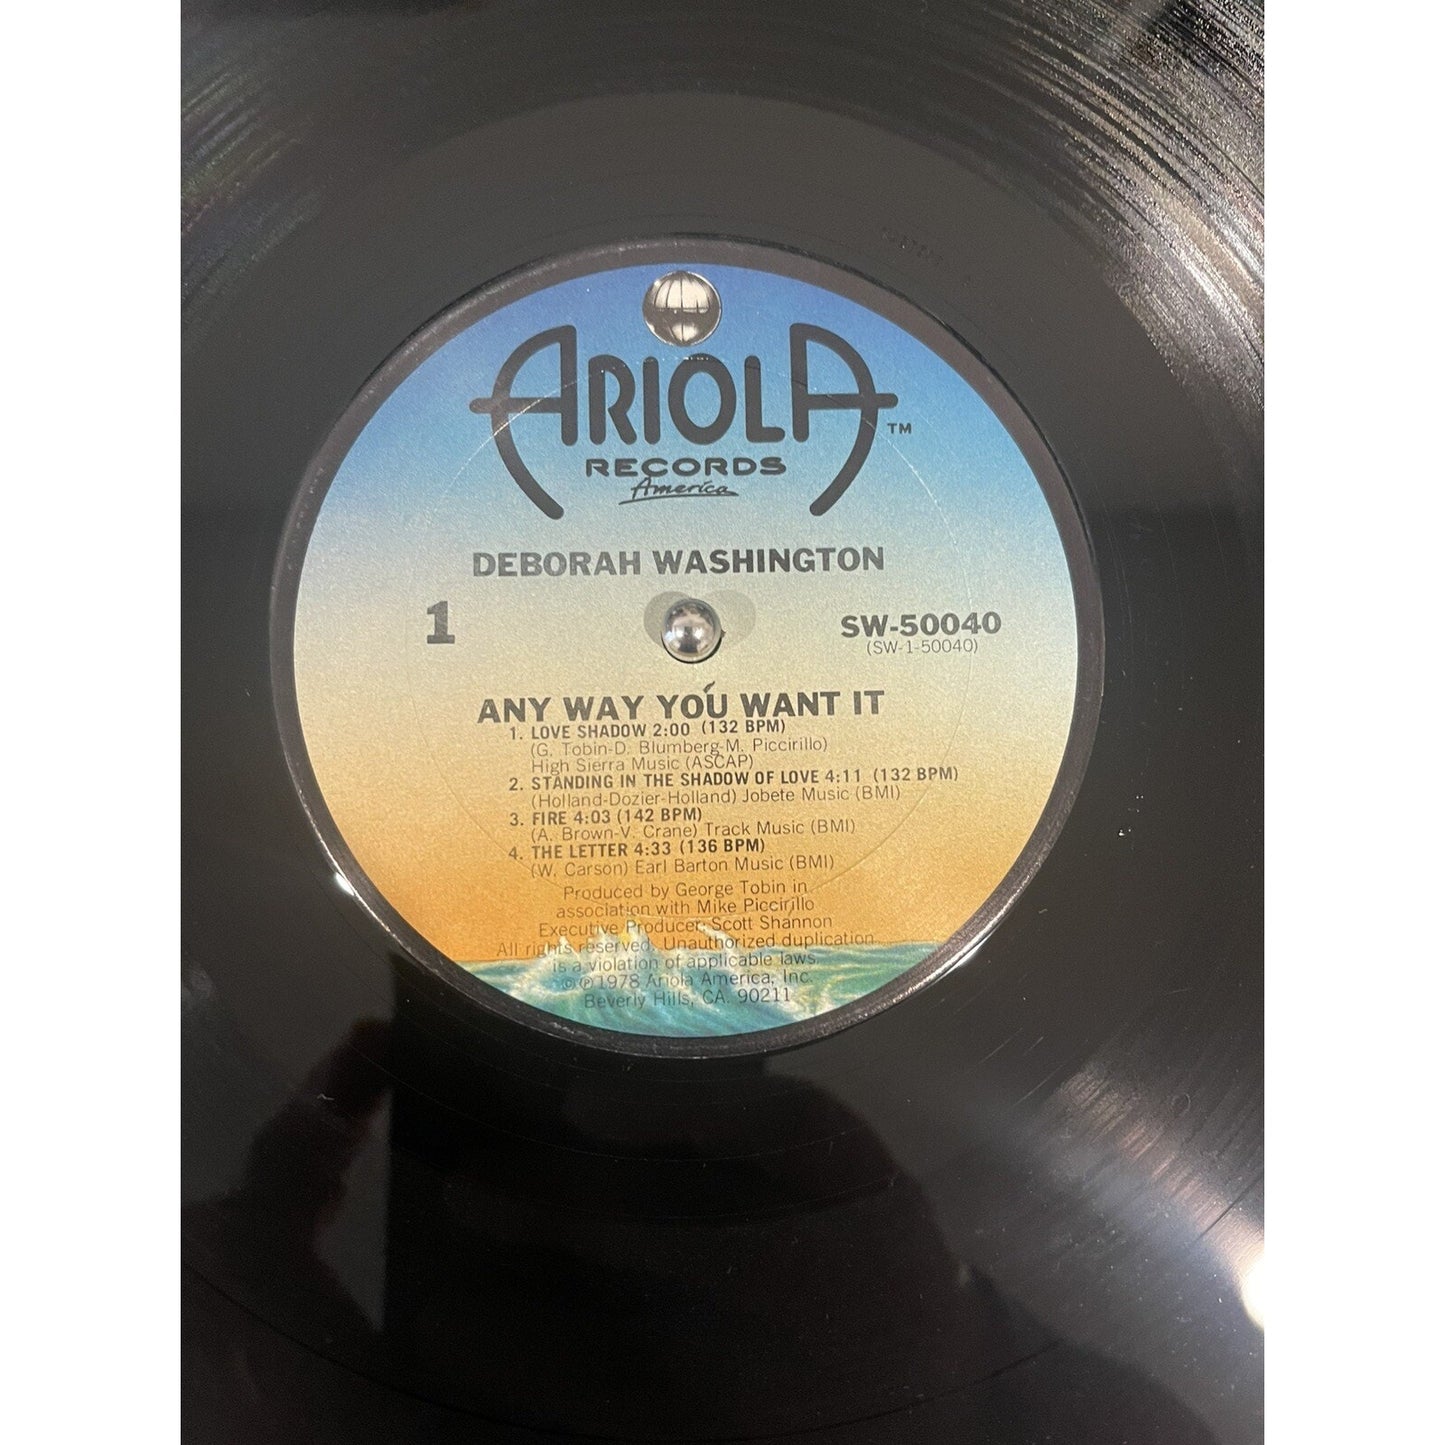 ARIOLA TM
RECORDS
America
DEBORAH WASHINGTON
1
SW-50040
(SW-1-50040)
ANY WAY YOU WANT IT
1. LOVE SHADOW 2:00 (132 BPM)
(G. Tobin-D. Blumberg-M. Piccirillo)
High Sierra Music (ASCAP)
2. STANDING IN THE SHADOW OF LOVE 4:11 (132 BPM)
(Holland-Dozier-Holland) Jobete Music (BMI)
3. FIRE 4:03 (142 BPM)
(A. Brown-V. Crane) Track Music (BMI)
4. THE LETTER 4:33 (136 BPM)
(W. Carson) Earl Barton Music (BMI)
Produced by George Tobin in
association with Mike Piccirillo
Executive Producer: Scott Shannon
All rights reserved. Unauthorized duplication
is a violation of applicable laws.
© ℗ 1978 Ariola America, Inc.
Beverly Hills, CA. 90211